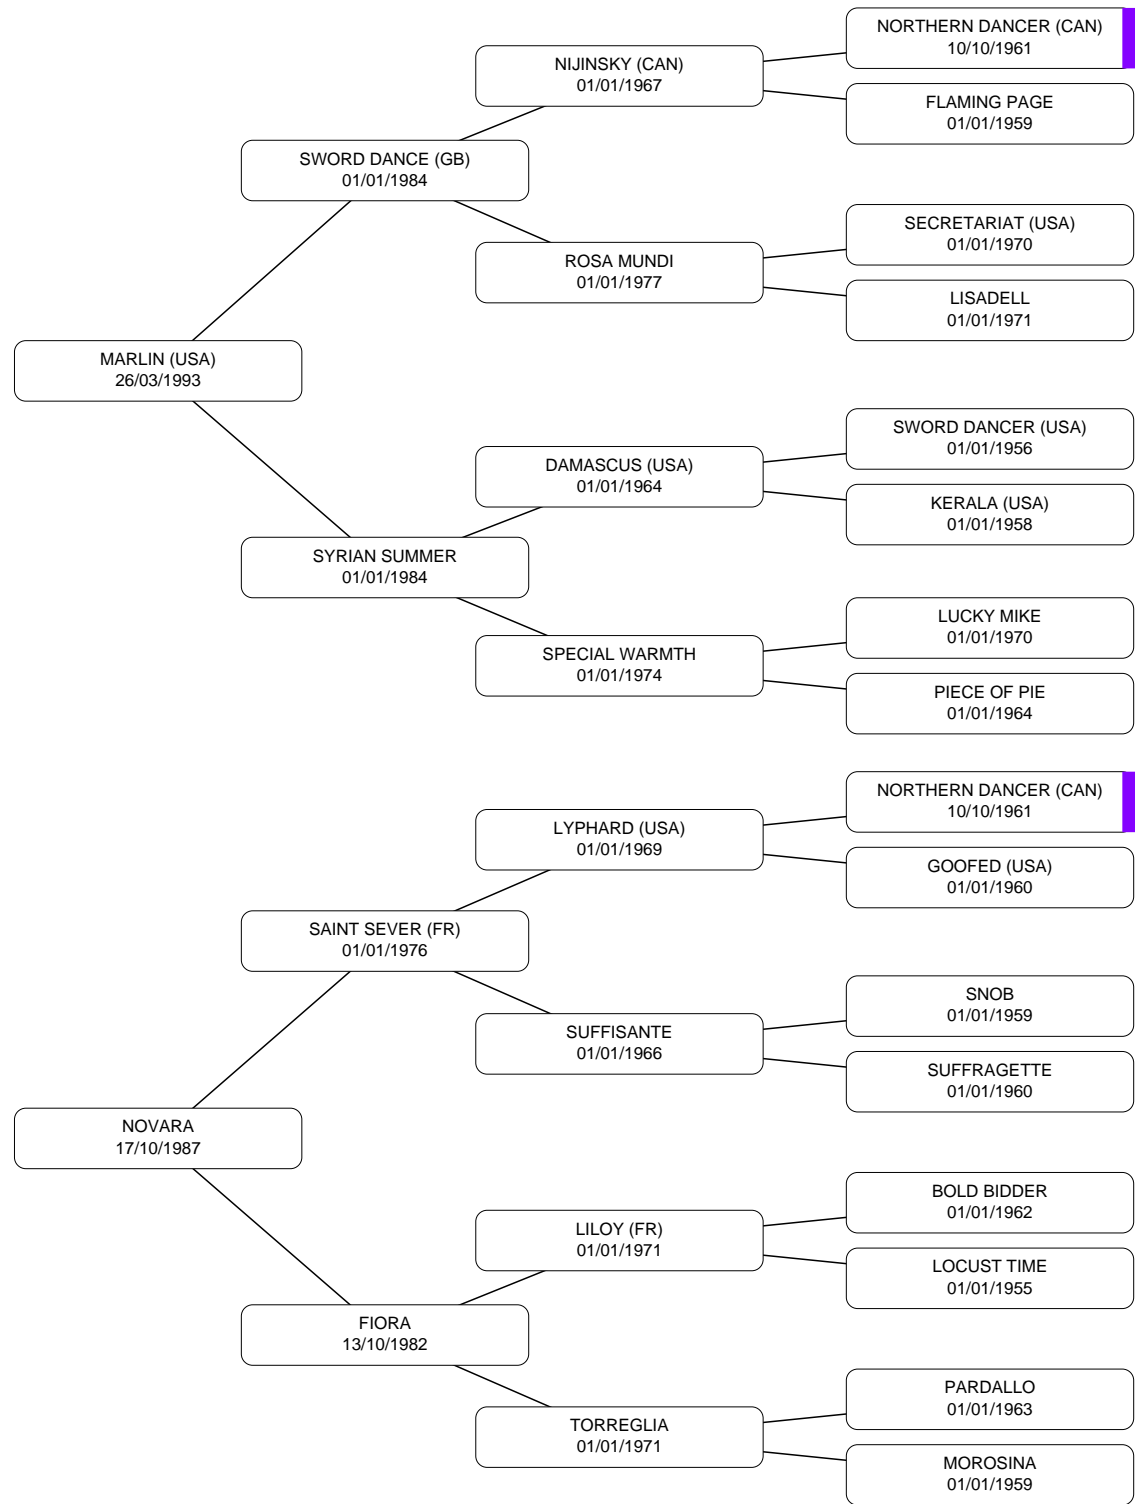 NORTHERN DANCER (CAN)
10/10/1961
NIJINSKY (CAN)
01/01/1967
FLAMING PAGE
01/01/1959
SWORD DANCE (GB)
01/01/1984
SECRETARIAT (USA)
01/01/1970
ROSA MUNDI
01/01/1977
LISADELL
01/01/1971
MARLIN (USA)
26/03/1993
SWORD DANCER (USA)
01/01/1956
DAMASCUS (USA)
01/01/1964
KERALA (USA)
01/01/1958
SYRIAN SUMMER
01/01/1984
LUCKY MIKE
01/01/1970
SPECIAL WARMTH
01/01/1974
PIECE OF PIE
01/01/1964
NORTHERN DANCER (CAN)
10/10/1961
LYPHARD (USA)
01/01/1969
GOOFED (USA)
01/01/1960
SAINT SEVER (FR)
01/01/1976
SNOB
01/01/1959
SUFFISANTE
01/01/1966
SUFFRAGETTE
01/01/1960
NOVARA
17/10/1987
BOLD BIDDER
01/01/1962
LILOY (FR)
01/01/1971
LOCUST TIME
01/01/1955
FIORA
13/10/1982
PARDALLO
01/01/1963
TORREGLIA
01/01/1971
MOROSINA
01/01/1959